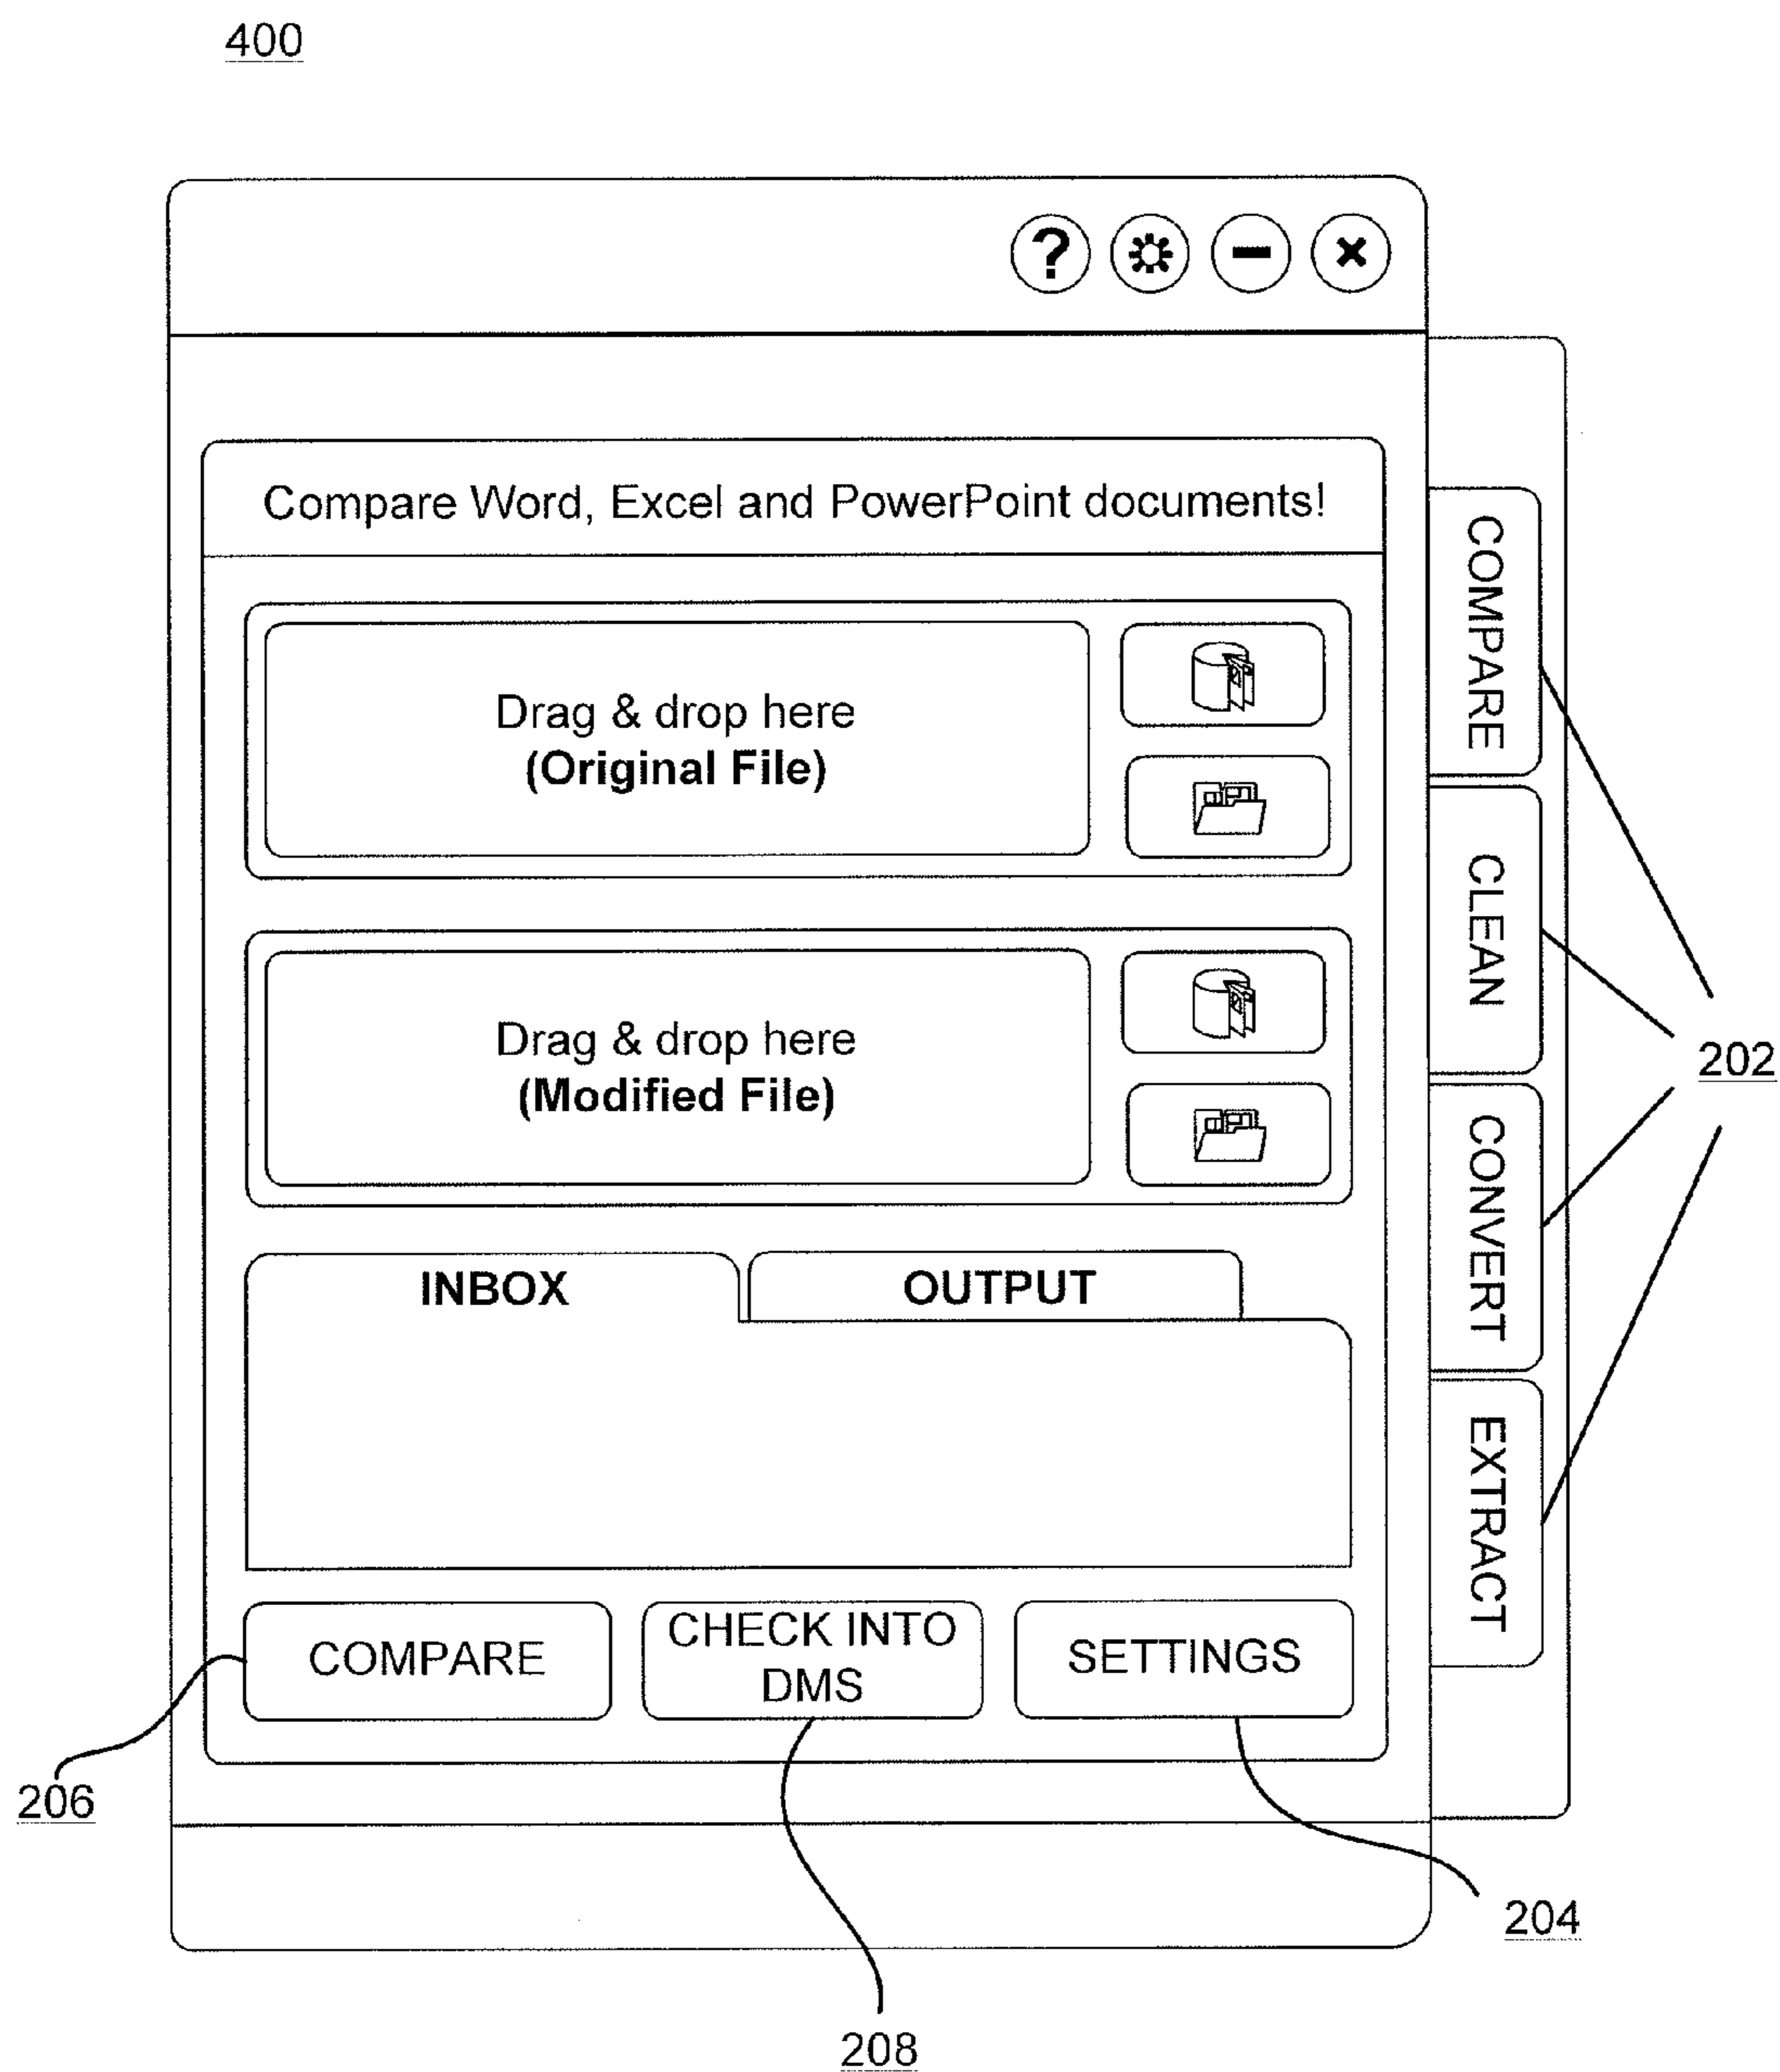 400
?
Compare Word, Excel and PowerPoint documents!
Drag & drop here
(Original File)
Drag & drop here
(Modified File)
INBOX
OUTPUT
COMPARE
CHECK INTO
DMS
SETTINGS
COMPARE
CLEAN
CONVERT
EXTRACT
202
206
204
208